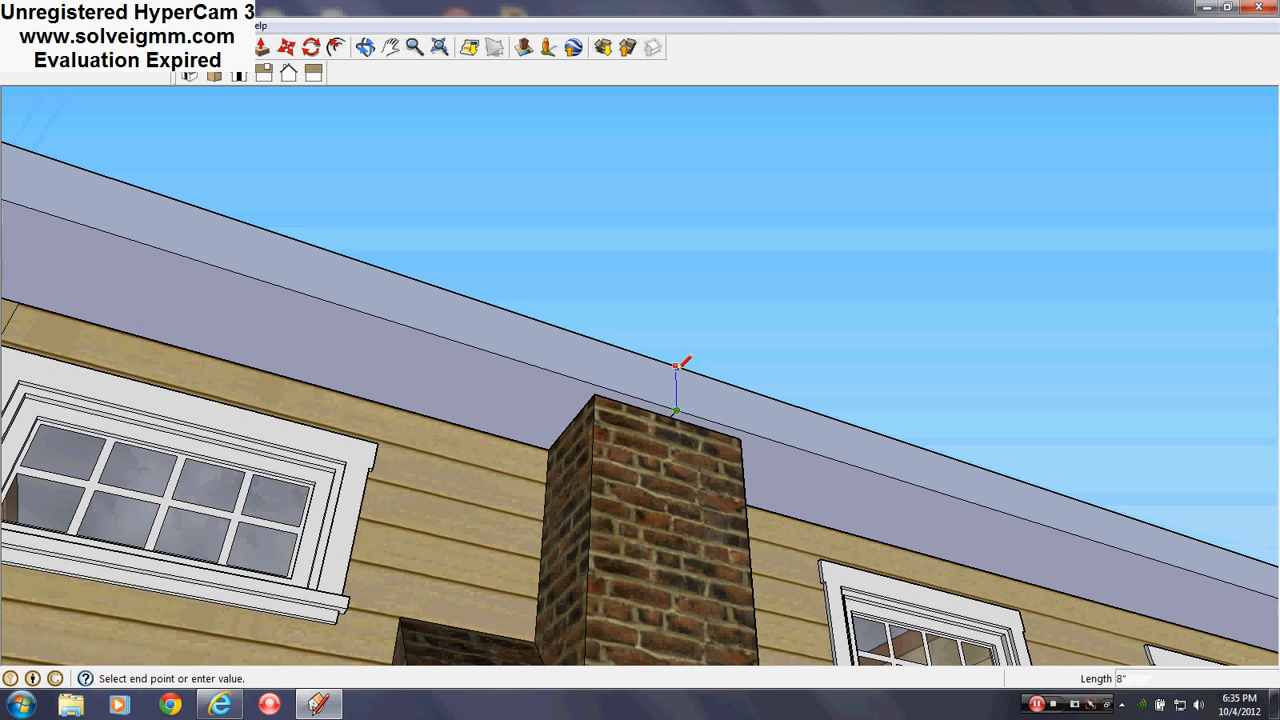 Unregistered HyperCam 3
www.solveigmm.com
Evaluation Expired
elp
Select end point or enter value.
Length 8"
6:35 PM
10/4/2012